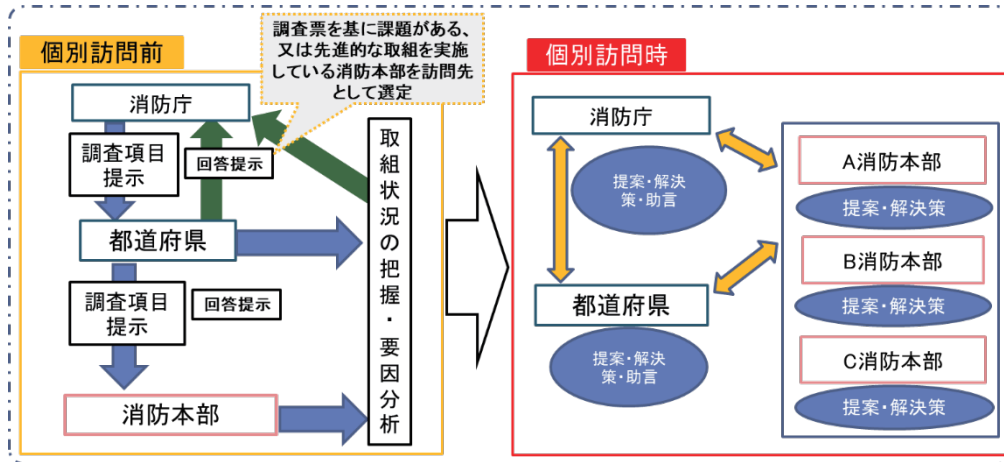 調査票を基に課題がある、
又は先進的な取組を実施
している消防本部を訪問先
として選定
個別訪問前
消防庁
調査項目
提示
回答提示
都道府県
調査項目
提示
回答提示
消防本部
取組状況の把握・要因分析
個別訪問時
消防庁
提案・解決
策・助言
都道府県
提案・解決
策・助言
A消防本部
提案・解決策
B消防本部
提案・解決策
C消防本部
提案・解決策